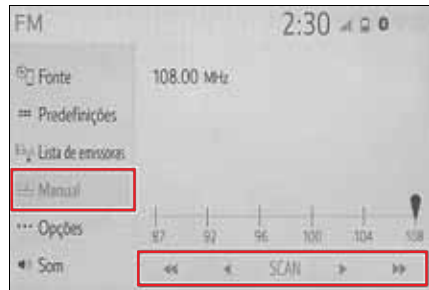 FM 2:30
Fonte
108.00 MHz
Predefinições
Lista de emissoras
Manual
Opções
87 92 96 100 104 108
Som
SCAN